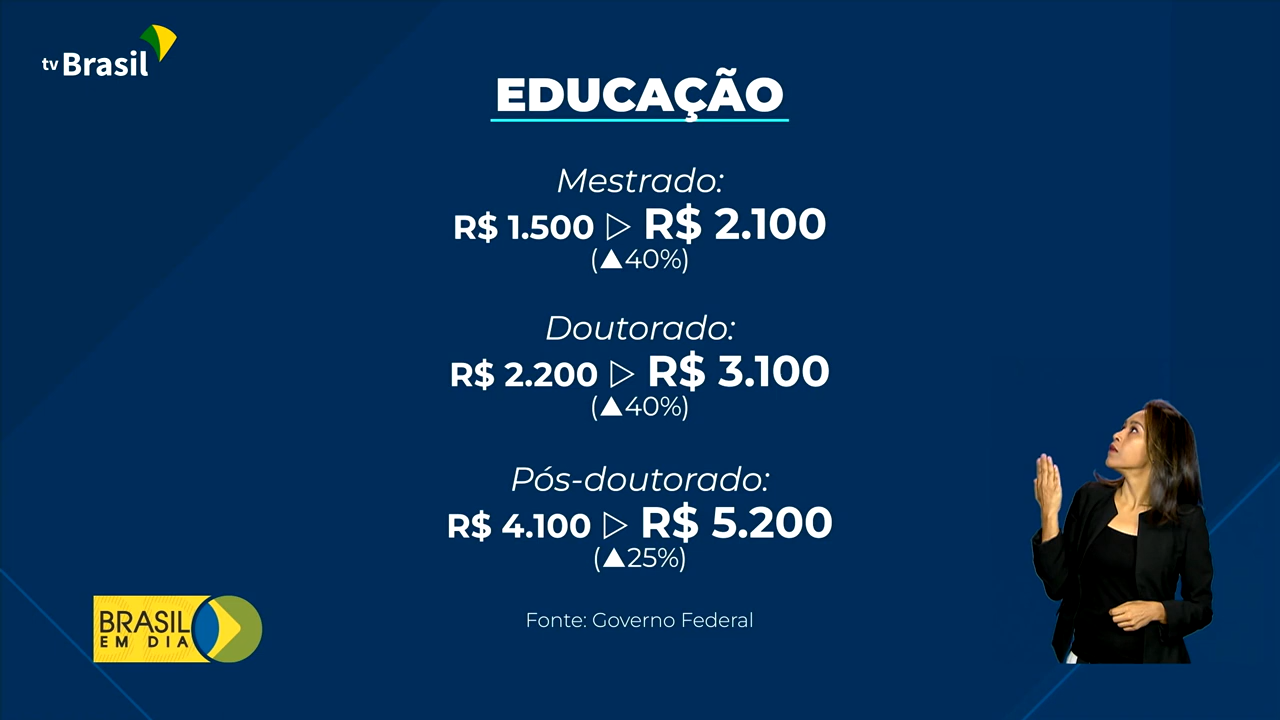 tv Brasil
EDUCAÇÃO
Mestrado:
R$ 1.500 ▷ R$ 2.100
(▲40%)
Doutorado:
R$ 2.200 ▷ R$ 3.100
(▲40%)
Pós-doutorado:
R$ 4.100 ▷ R$ 5.200
(▲25%)
Fonte: Governo Federal
BRASIL
EM DIA